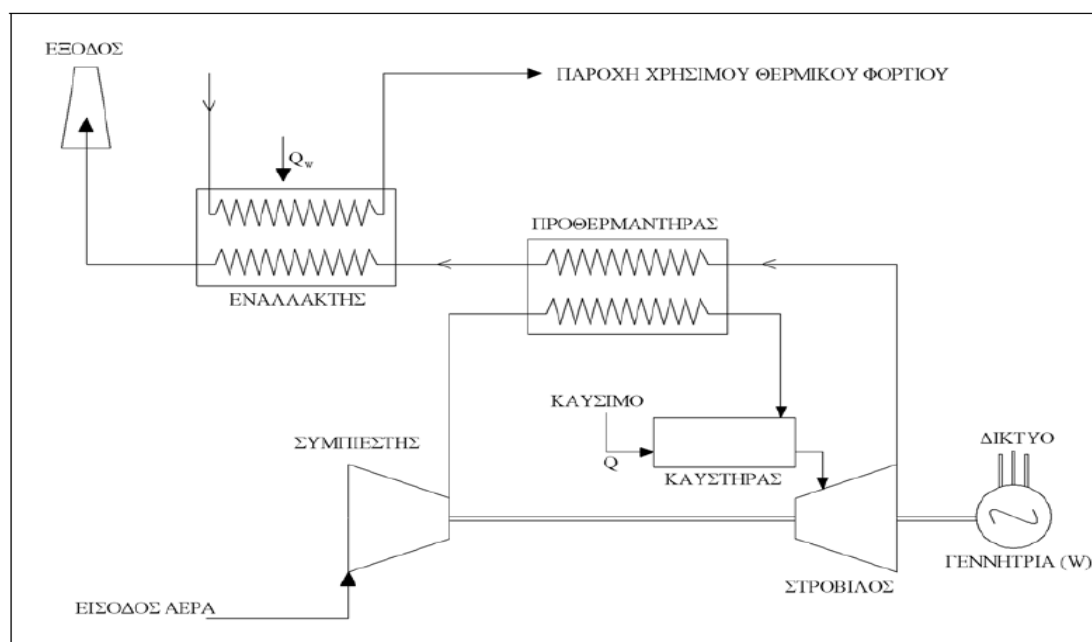 ΕΞΟΔΟΣ
ΠΑΡΟΧΗ ΧΡΗΣΙΜΟΥ ΘΕΡΜΙΚΟΥ ΦΟΡΤΙΟΥ
Qw
ΠΡΟΘΕΡΜΑΝΤΗΡΑΣ
ΕΝΑΛΛΑΚΤΗΣ
ΚΑΥΣΙΜΟ
ΣΥΜΠΙΕΣΤΗΣ
ΔΙΚΤΥΟ
Q
ΚΑΥΣΤΗΡΑΣ
ΓΕΝΝΗΤΡΙΑ (W)
ΣΤΡΟΒΙΛΟΣ
ΕΙΣΟΔΟΣ ΑΕΡΑ